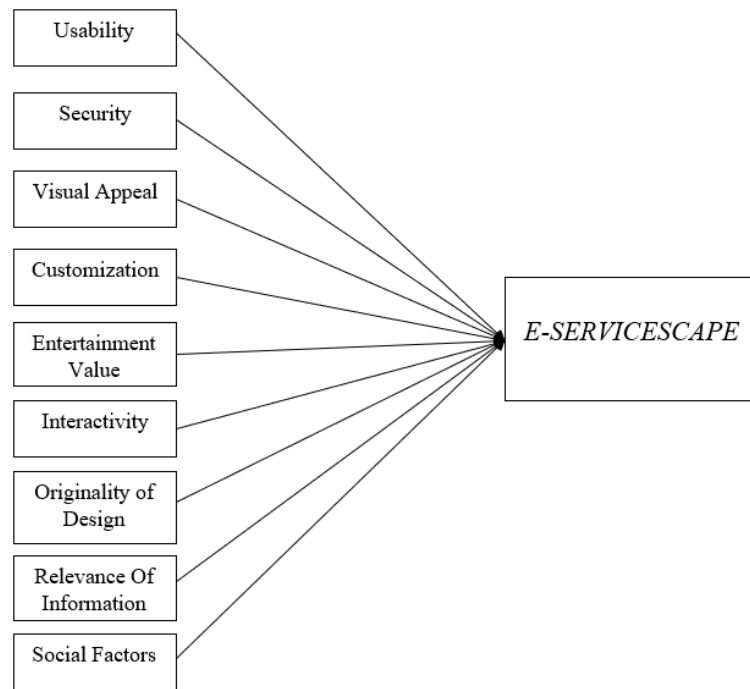 Usability
Security
Visual Appeal
Customization
Entertainment
Value
Interactivity
Originality of
Design
Relevance Of
Information
Social Factors
E-SERVICESCAPE